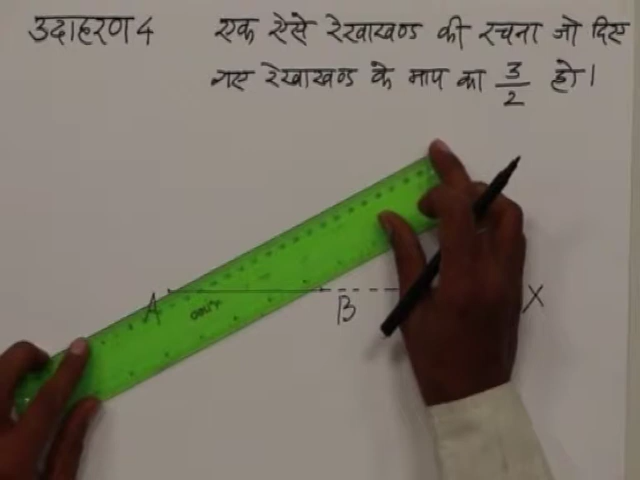 उदाहरण 4 एक ऐसे रेखाखण्ड की रचना जो दिए
गए रेखाखण्ड के माप का 3/2 हो।
A B X